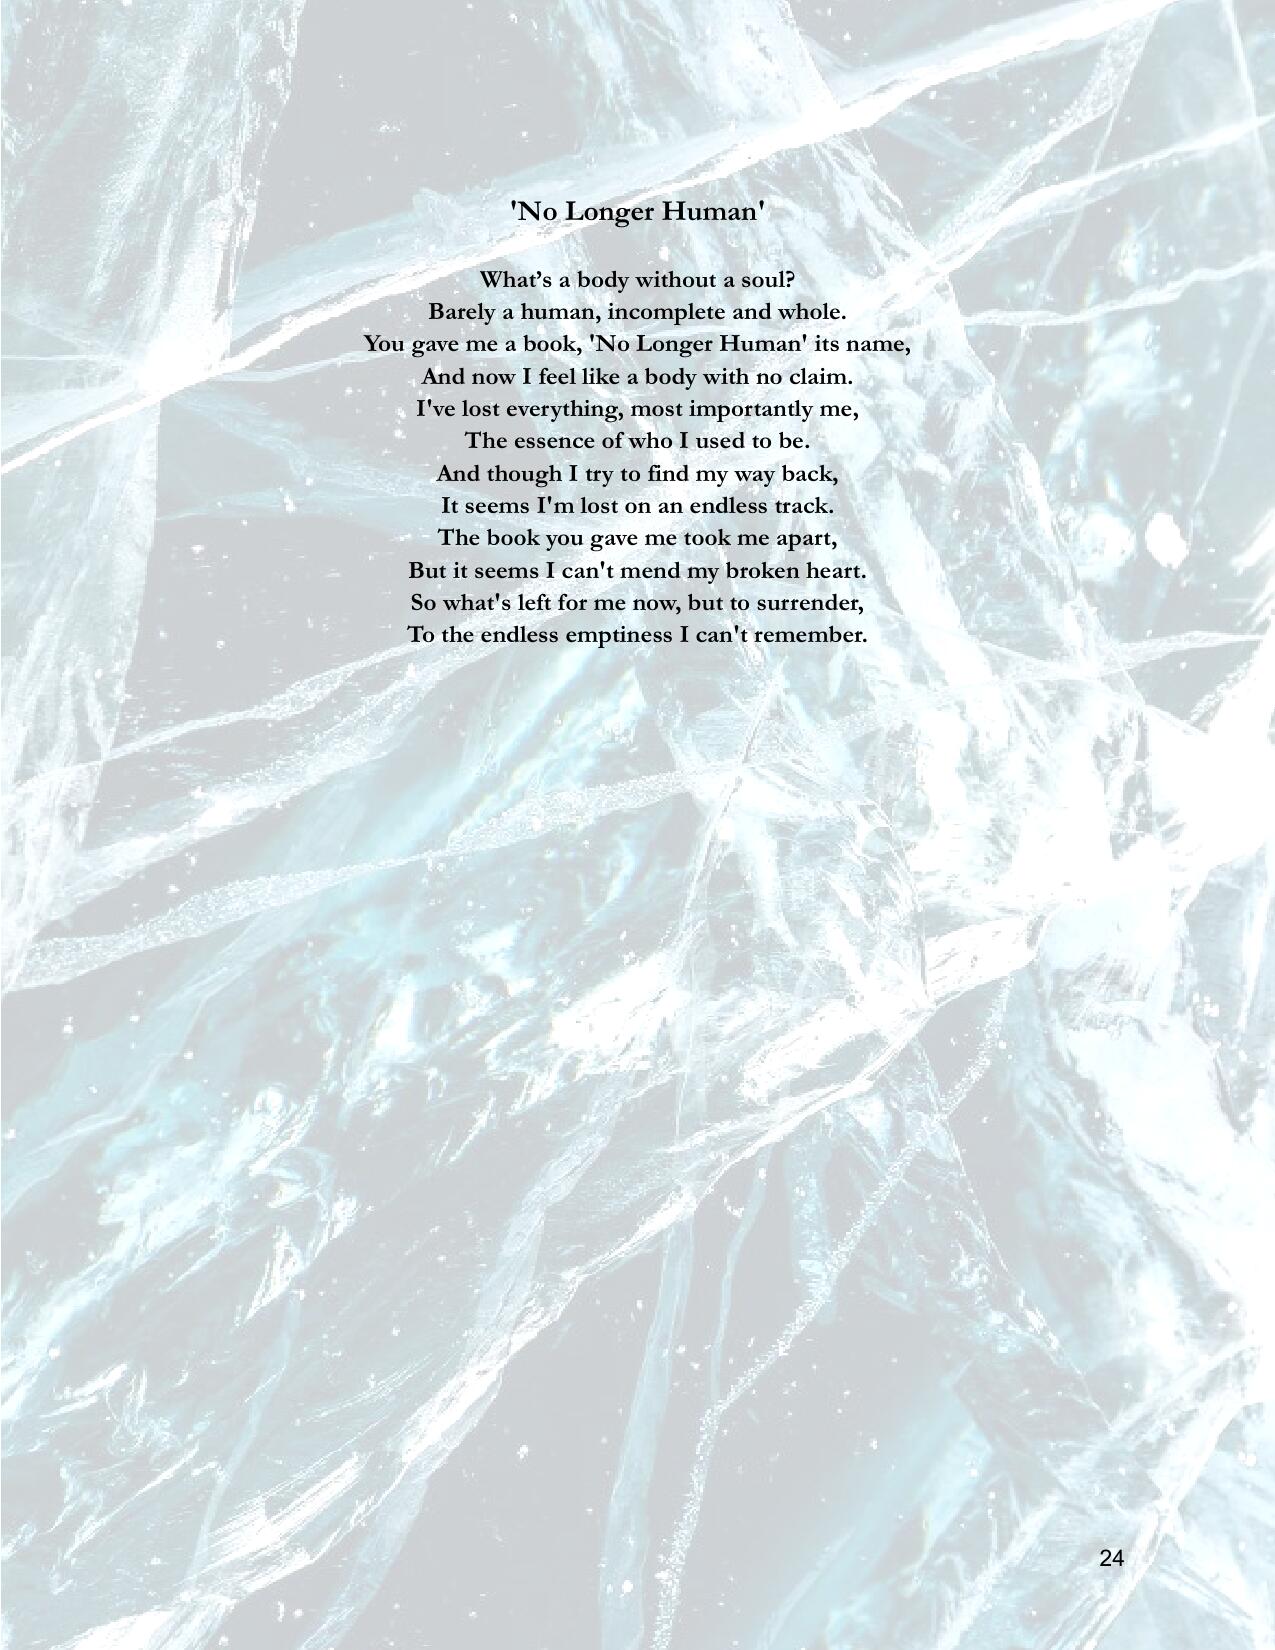 'No Longer Human'
What’s a body without a soul?
Barely a human, incomplete and whole.
You gave me a book, 'No Longer Human' its name,
And now I feel like a body with no claim.
I've lost everything, most importantly me,
The essence of who I used to be.
And though I try to find my way back,
It seems I'm lost on an endless track.
The book you gave me took me apart,
But it seems I can't mend my broken heart.
So what's left for me now, but to surrender,
To the endless emptiness I can't remember.
24